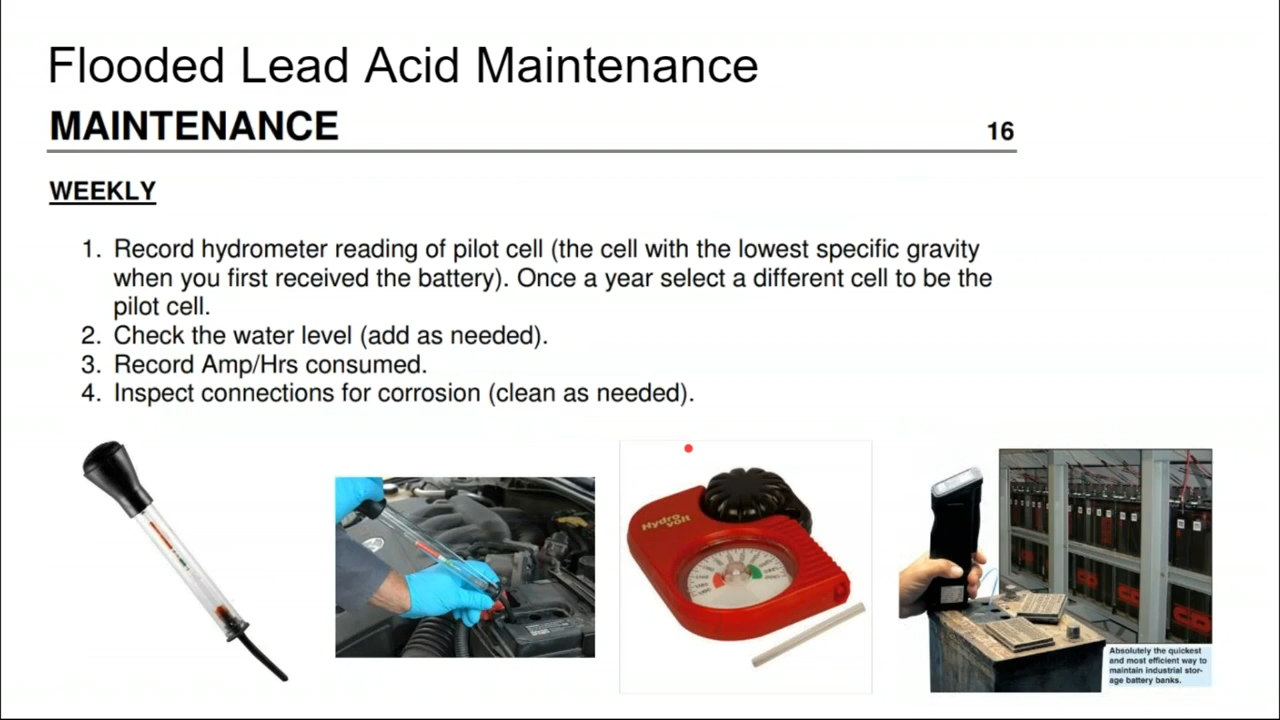 Flooded Lead Acid Maintenance
MAINTENANCE 16
WEEKLY
1. Record hydrometer reading of pilot cell (the cell with the lowest specific gravity
when you first received the battery). Once a year select a different cell to be the
pilot cell.
2. Check the water level (add as needed).
3. Record Amp/Hrs consumed.
4. Inspect connections for corrosion (clean as needed).
Hydro
Volt
Absolutely the quickest
and most efficient way to
maintain industrial stor-
age battery banks.